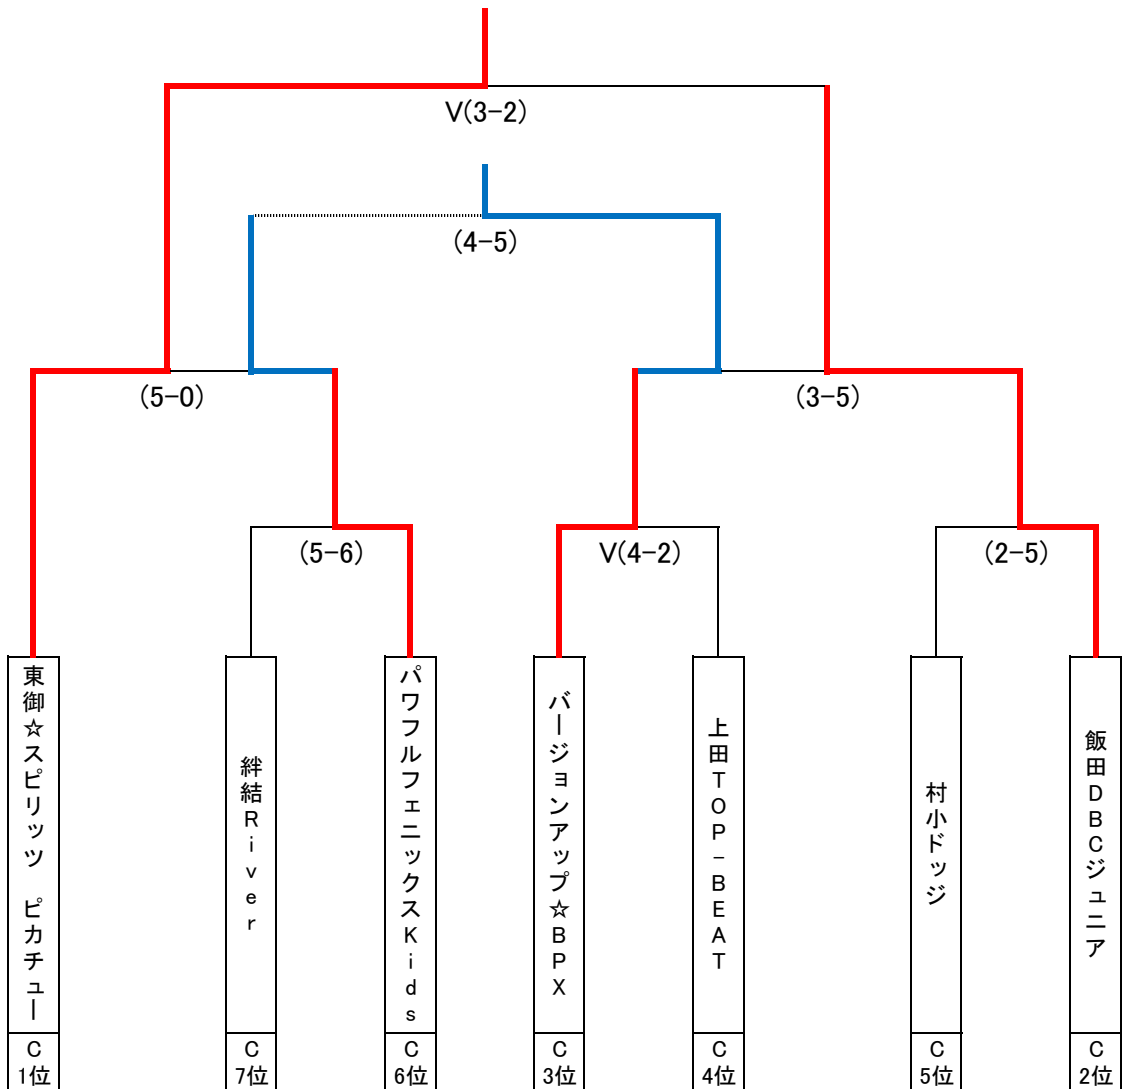 V(3-2)
(4-5)
(5-0)
(3-5)
(5-6)
V(4-2)
(2-5)
東御☆スピリッツ ピカチュー
絆結River
パワフルフェニックスKids
バージョンアップ☆BPX
上田TOP-BEAT
村小ドッジ
飯田DBCジュニア
C
1位
C
7位
C
6位
C
3位
C
4位
C
5位
C
2位